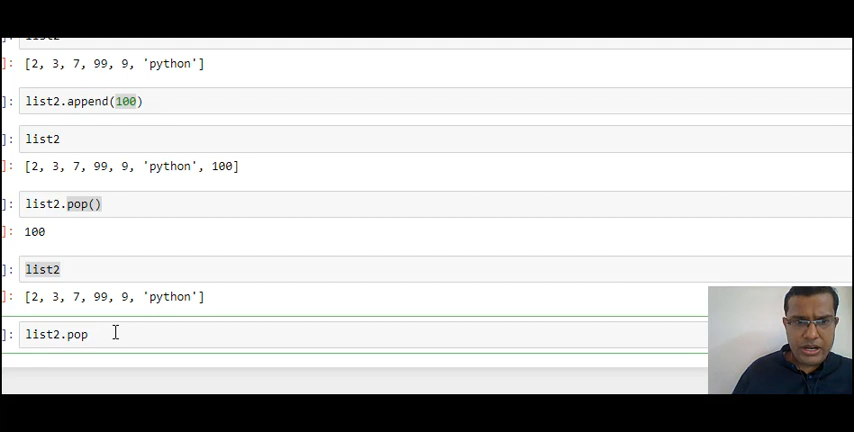 [2, 3, 7, 99, 9, 'python']
]: list2.append(100)
]: list2
]: [2, 3, 7, 99, 9, 'python', 100]
]: list2.pop()
]: 100
]: list2
]: [2, 3, 7, 99, 9, 'python']
]: list2.pop